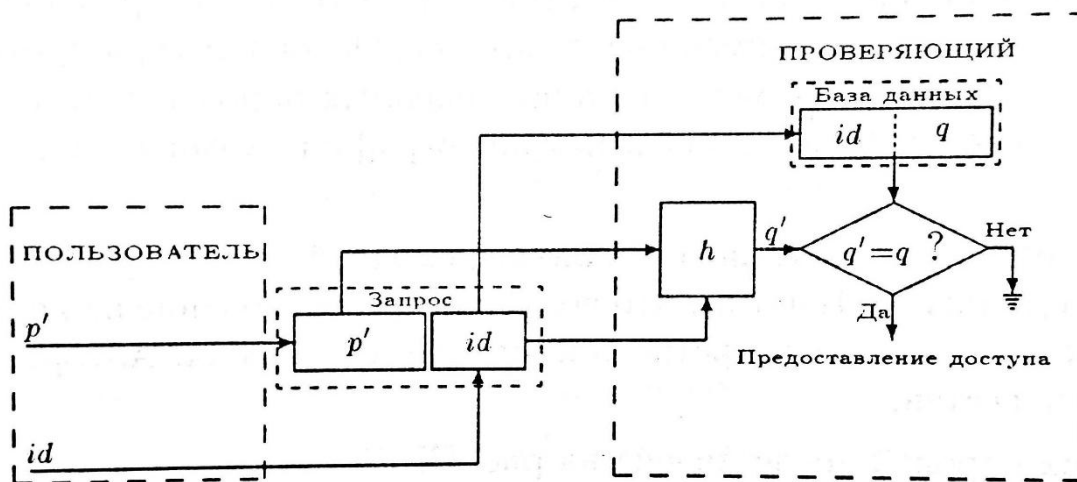 ПРОВЕРЯЮЩИЙ
База данных
id q
ПОЛЬЗОВАТЕЛЬ
h
q'
q'=q ?
Нет
Запрос
Да
p'
p' id
Предоставление доступа
id